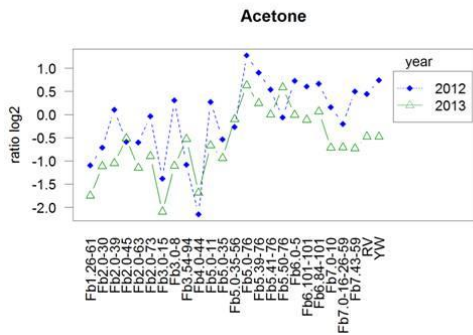 Acetone
year
2012
2013
ratio log2
1.0
0.5
0.0
-0.5
-1.0
-1.5
-2.0
Fb1.26-61
Fb2.0-30
Fb2.0-39
Fb2.0-45
Fb2.0-63
Fb2.0-73
Fb3.0-15
Fb3.0-8
Fb3.54-94
Fb4.0-44
Fb5.0-11
Fb5.0-35
Fb5.0-35-56
Fb5.0-76
Fb5.39-76
Fb5.41-76
Fb5.50-76
Fb6.0-5
Fb6.101-101
Fb6.84-101
Fb7.0-10
Fb7.0-16-26-59
Fb7.43-59
RV
YW